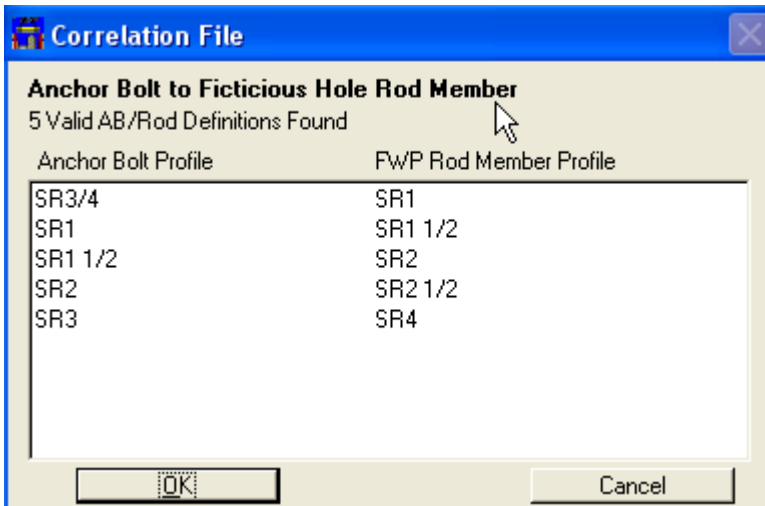 Correlation File
Anchor Bolt to Ficticious Hole Rod Member
5 Valid AB/Rod Definitions Found
Anchor Bolt Profile FWP Rod Member Profile
SR3/4 SR1
SR1 SR1 1/2
SR1 1/2 SR2
SR2 SR2 1/2
SR3 SR4
OK Cancel